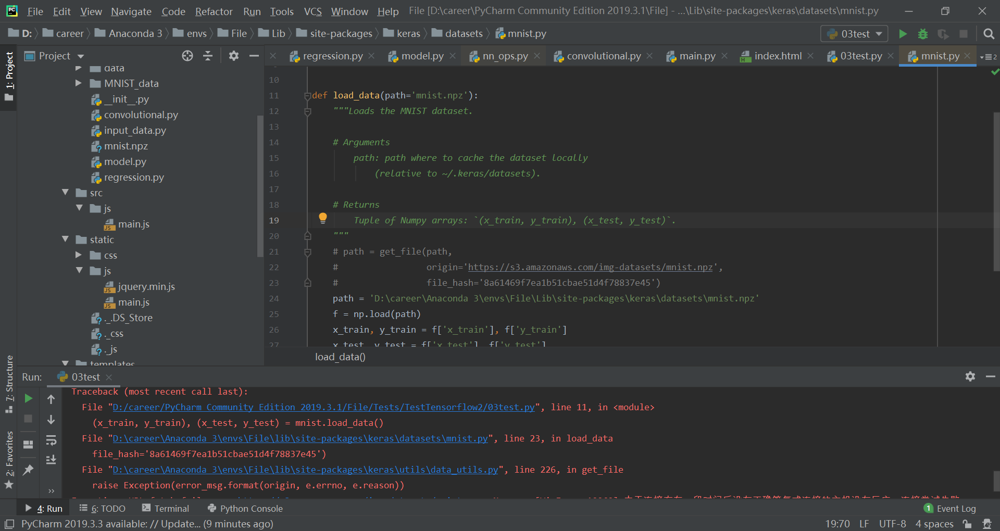 File Edit View Navigate Code Refactor Run Tools VCS Window Help File [D:\career\PyCharm Community Edition 2019.3.1\File] - ...\Lib\site-packages\keras\datasets\mnist.py
D: career Anaconda 3 envs File Lib site-packages keras datasets mnist.py 03test
Project regression.py model.py nn_ops.py convolutional.py main.py index.html 03test.py mnist.py 2
1: Project
data
MNIST_data
__init__.py
convolutional.py
input_data.py
mnist.npz
model.py
regression.py
src
js
main.js
static
css
js
jquery.min.js
main.js
._.DS_Store
._css
._js
templates
10
11 def load_data(path='mnist.npz'):
12 """Loads the MNIST dataset.
13
14 # Arguments
15 path: path where to cache the dataset locally
16 (relative to ~/.keras/datasets).
17
18 # Returns
19 Tuple of Numpy arrays: `(x_train, y_train), (x_test, y_test)`.
20 """
21 # path = get_file(path,
22 # origin='https://s3.amazonaws.com/img-datasets/mnist.npz',
23 # file_hash='8a61469f7ea1b51cbae51d4f78837e45')
24 path = 'D:\career\Anaconda 3\envs\File\Lib\site-packages\keras\datasets\mnist.npz'
25 f = np.load(path)
26 x_train, y_train = f['x_train'], f['y_train']
27 x_test, y_test = f['x_test'], f['y_test']
load_data()
7: Structure
2: Favorites
Run: 03test
Traceback (most recent call last):
File "D:/career/PyCharm Community Edition 2019.3.1/File/Tests/TestTensorflow2/03test.py", line 11, in <module>
(x_train, y_train), (x_test, y_test) = mnist.load_data()
File "D:\career\Anaconda 3\envs\File\lib\site-packages\keras\datasets\mnist.py", line 23, in load_data
file_hash='8a61469f7ea1b51cbae51d4f78837e45')
File "D:\career\Anaconda 3\envs\File\lib\site-packages\keras\utils\data_utils.py", line 226, in get_file
raise Exception(error_msg.format(origin, e.errno, e.reason))
4: Run 6: TODO Terminal Python Console 1 Event Log
PyCharm 2019.3.3 available: // Update... (9 minutes ago) 19:70 LF UTF-8 4 spaces